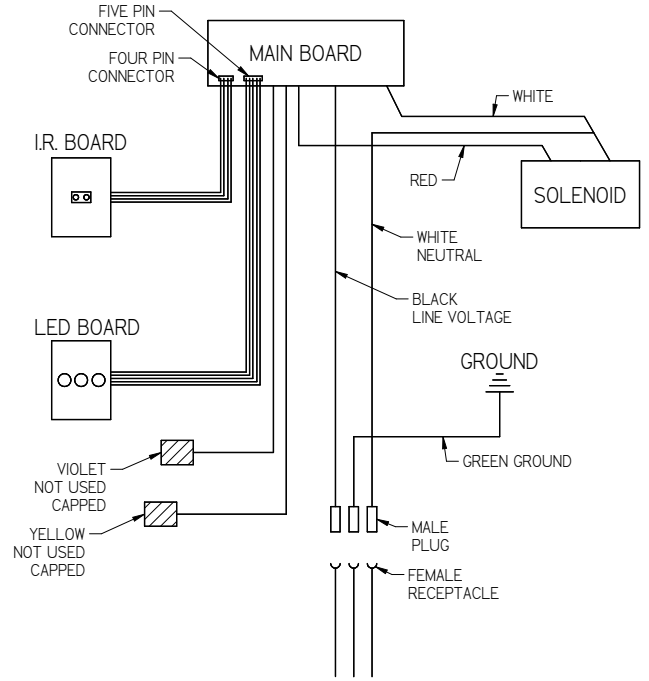 FIVE PIN
CONNECTOR
MAIN BOARD
FOUR PIN
CONNECTOR
WHITE
I.R. BOARD
RED
SOLENOID
WHITE
NEUTRAL
BLACK
LINE VOLTAGE
LED BOARD
GROUND
VIOLET
NOT USED
CAPPED
GREEN GROUND
YELLOW
NOT USED
CAPPED
MALE
PLUG
FEMALE
RECEPTACLE